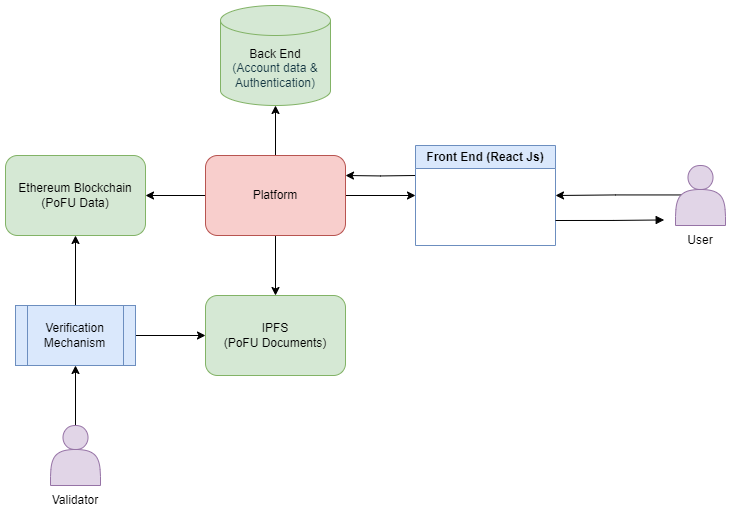 Back End
(Account data &
Authentication)
Ethereum Blockchain
(PoFU Data)
Platform
Front End (React Js)
User
Verification
Mechanism
IPFS
(PoFU Documents)
Validator